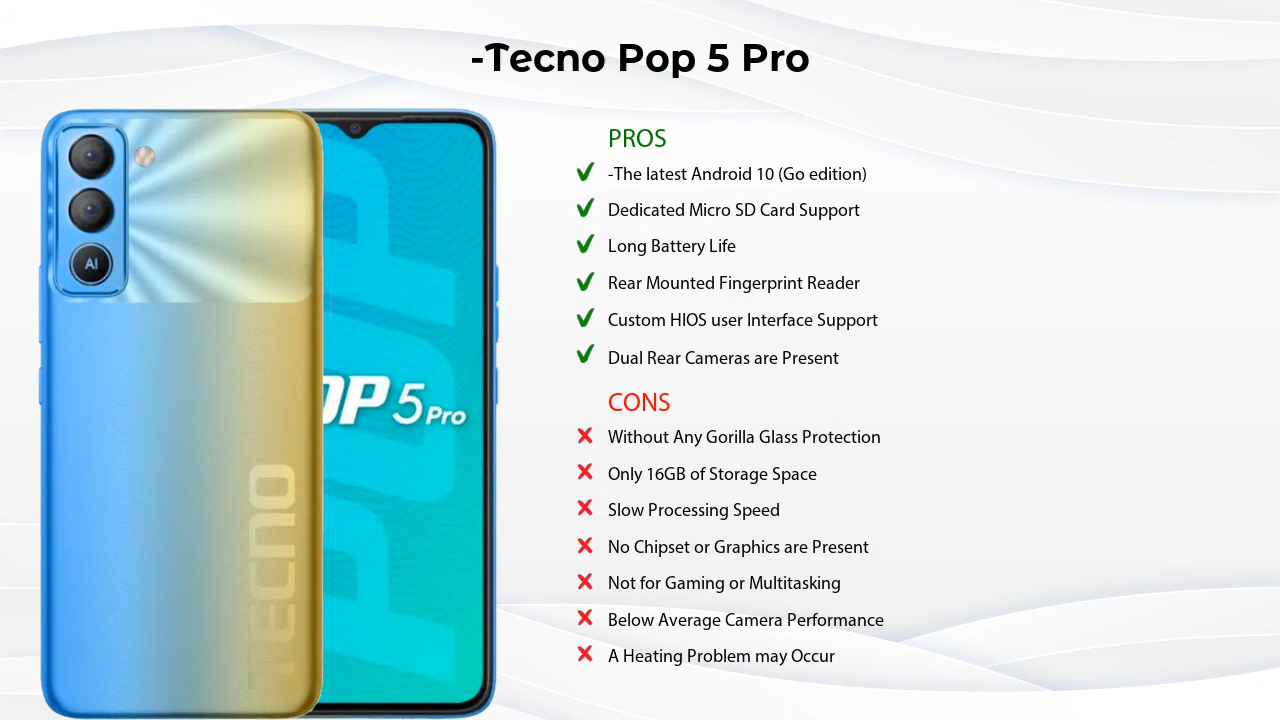 -Tecno Pop 5 Pro
PROS
-The latest Android 10 (Go edition)
Dedicated Micro SD Card Support
Long Battery Life
Rear Mounted Fingerprint Reader
Custom HIOS user Interface Support
Dual Rear Cameras are Present
CONS
Without Any Gorilla Glass Protection
Only 16GB of Storage Space
Slow Processing Speed
No Chipset or Graphics are Present
Not for Gaming or Multitasking
Below Average Camera Performance
A Heating Problem may Occur
AI
TECNO
POP
OP 5 Pro